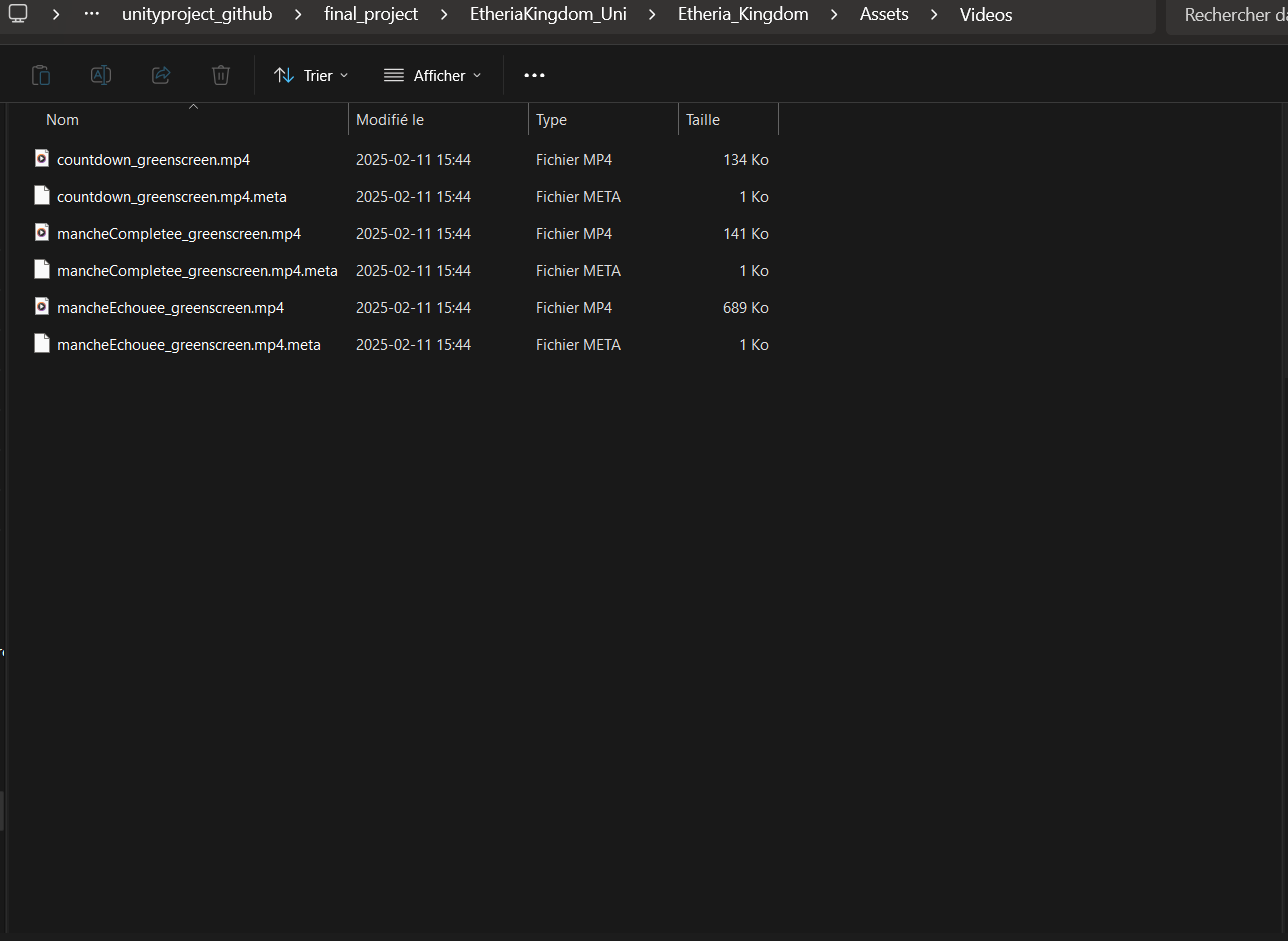 unityproject_github > final_project > EtheriaKingdom_Uni > Etheria_Kingdom > Assets > Videos Rechercher da
Trier Afficher
Nom Modifié le Type Taille
countdown_greenscreen.mp4 2025-02-11 15:44 Fichier MP4 134 Ko
countdown_greenscreen.mp4.meta 2025-02-11 15:44 Fichier META 1 Ko
mancheCompletee_greenscreen.mp4 2025-02-11 15:44 Fichier MP4 141 Ko
mancheCompletee_greenscreen.mp4.meta 2025-02-11 15:44 Fichier META 1 Ko
mancheEchouee_greenscreen.mp4 2025-02-11 15:44 Fichier MP4 689 Ko
mancheEchouee_greenscreen.mp4.meta 2025-02-11 15:44 Fichier META 1 Ko